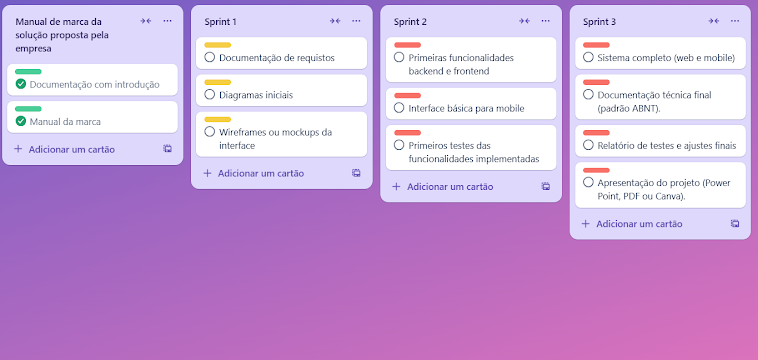 Manual de marca da
solução proposta pela
empresa
Documentação com introdução
Manual da marca
Adicionar um cartão
Sprint 1
Documentação de requistos
Diagramas iniciais
Wireframes ou mockups da
interface
Adicionar um cartão
Sprint 2
Primeiras funcionalidades
backend e frontend
Interface básica para mobile
Primeiros testes das
funcionalidades implementadas
Adicionar um cartão
Sprint 3
Sistema completo (web e mobile)
Documentação técnica final
(padrão ABNT).
Relatório de testes e ajustes finais
Apresentação do projeto (Power
Point, PDF ou Canva).
Adicionar um cartão